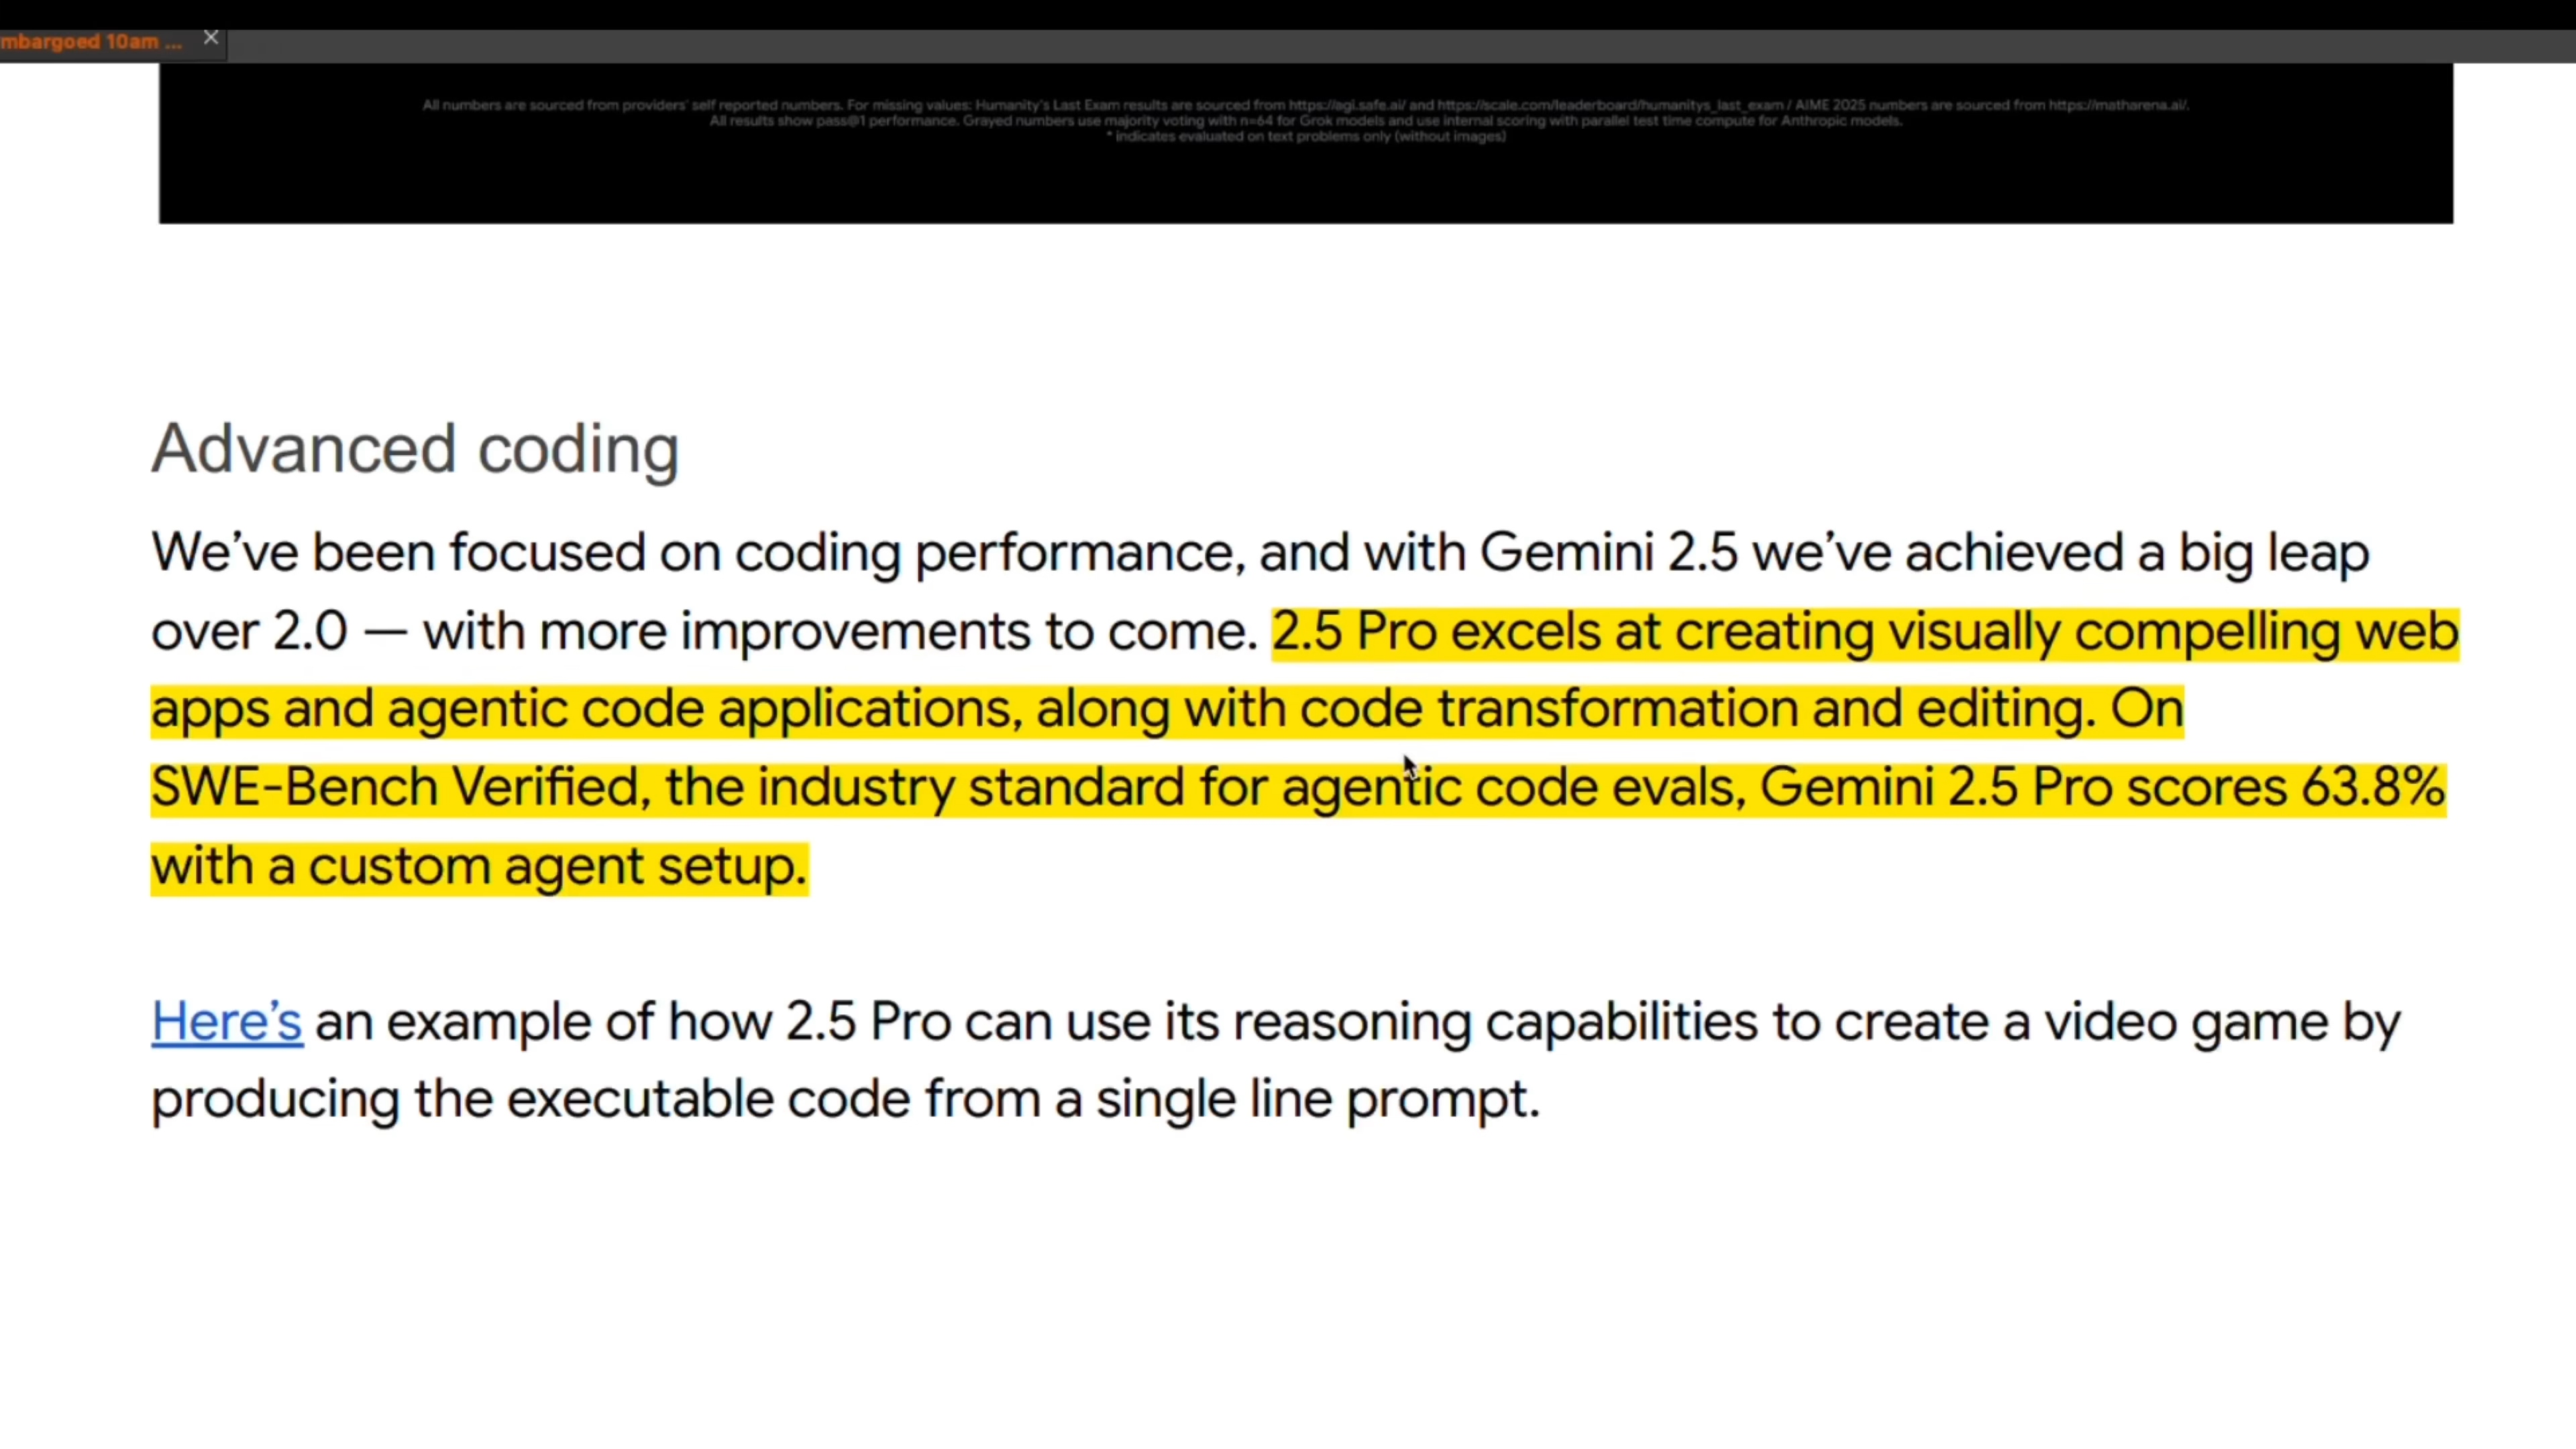 mbargoed 10am ...
All numbers are sourced from providers' self reported numbers. For missing values: Humanity's Last Exam results are sourced from https://agi.safe.ai/ and https://scale.com/leaderboard/humanitys_last_exam / AIME 2025 numbers are sourced from https://matharena.ai/.
All results show pass@1 performance. Grayed numbers use majority voting with n=64 for Grok models and use internal scoring with parallel test time compute for Anthropic models.
* indicates evaluated on text problems only (without images)
Advanced coding
We’ve been focused on coding performance, and with Gemini 2.5 we’ve achieved a big leap
over 2.0 — with more improvements to come. 2.5 Pro excels at creating visually compelling web
apps and agentic code applications, along with code transformation and editing. On
SWE-Bench Verified, the industry standard for agentic code evals, Gemini 2.5 Pro scores 63.8%
with a custom agent setup.
Here’s an example of how 2.5 Pro can use its reasoning capabilities to create a video game by
producing the executable code from a single line prompt.